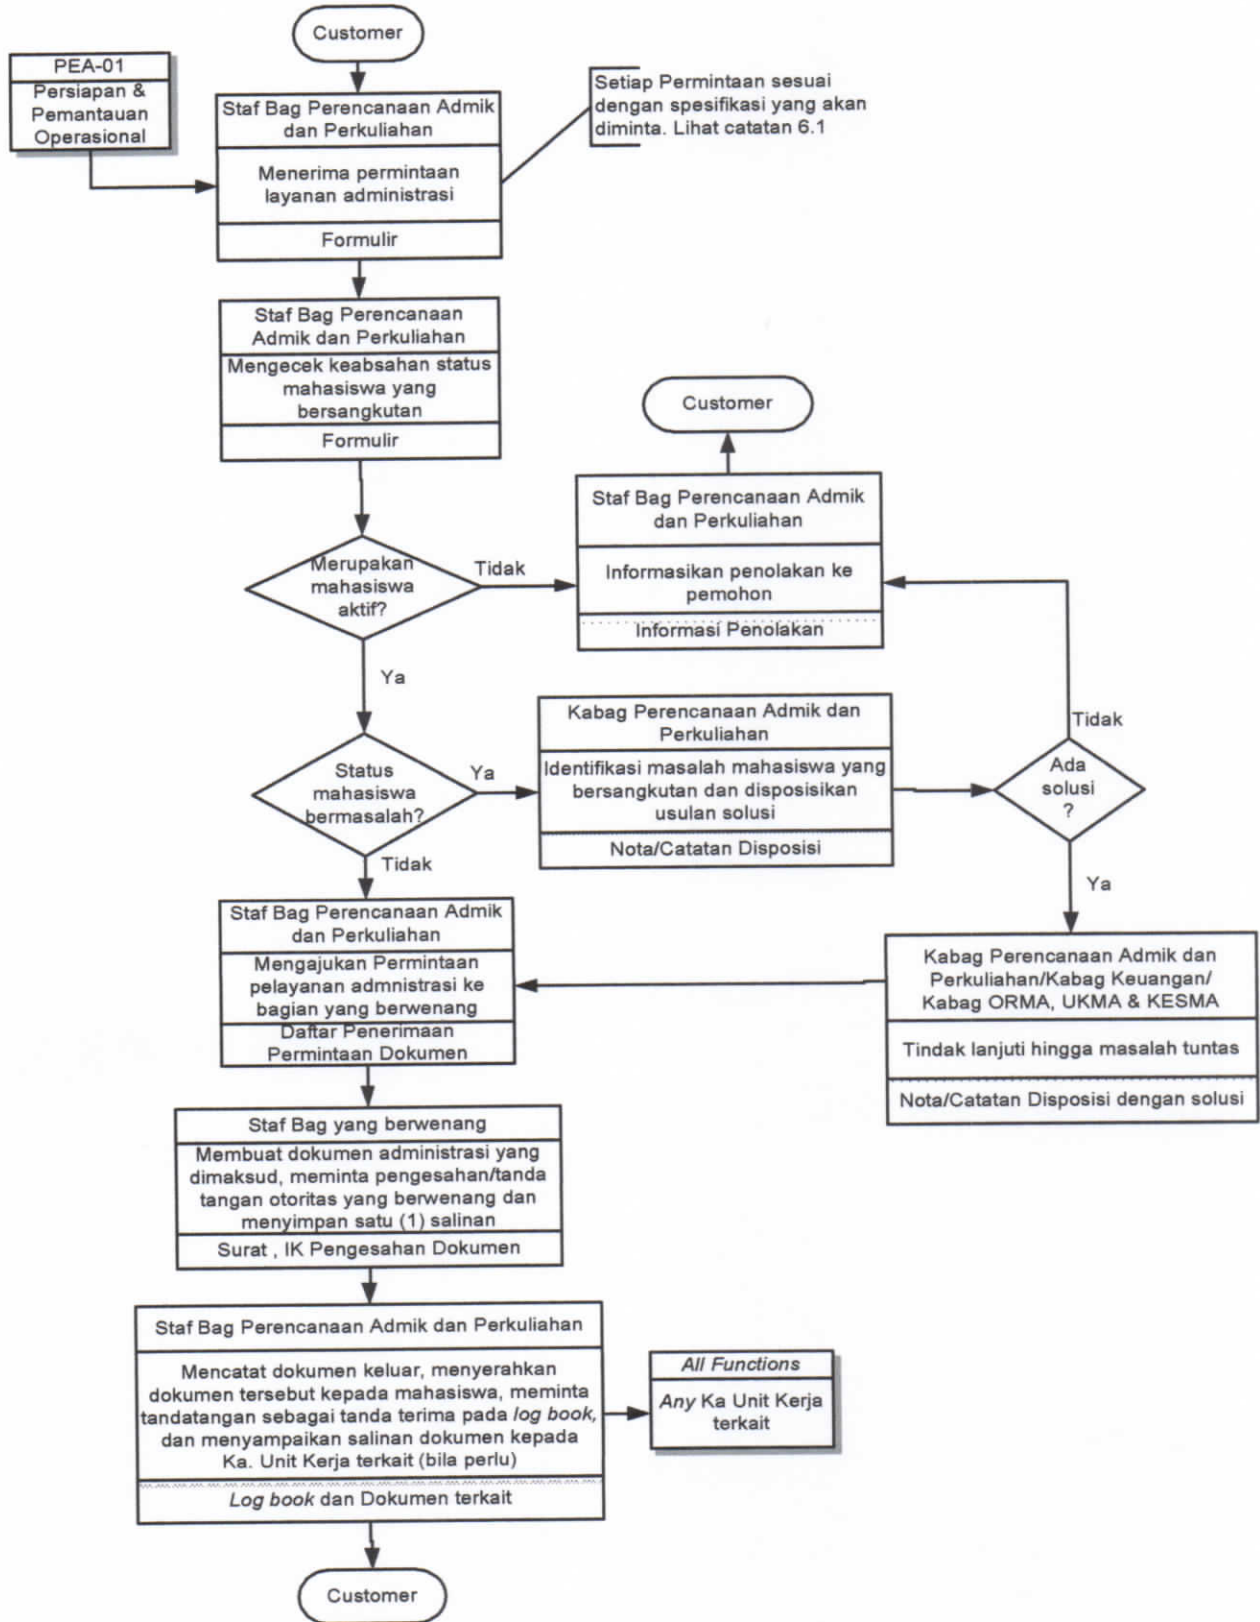 Customer
PEA-01
Persiapan &
Pemantauan
Operasional
Staf Bag Perencanaan Admik
dan Perkuliahan
Menerima permintaan
layanan administrasi
Formulir
Setiap Permintaan sesuai
dengan spesifikasi yang akan
diminta. Lihat catatan 6.1
Staf Bag Perencanaan
Admik dan Perkuliahan
Mengecek keabsahan status
mahasiswa yang
bersangkutan
Formulir
Customer
Staf Bag Perencanaan Admik
dan Perkuliahan
Informasikan penolakan ke
pemohon
Informasi Penolakan
Merupakan
mahasiswa
aktif?
Tidak
Ya
Status
mahasiswa
bermasalah?
Ya
Tidak
Kabag Perencanaan Admik dan
Perkuliahan
Identifikasi masalah mahasiswa yang
bersangkutan dan disposisikan
usulan solusi
Nota/Catatan Disposisi
Tidak
Ada
solusi
?
Ya
Staf Bag Perencanaan Admik
dan Perkuliahan
Mengajukan Permintaan
pelayanan admnistrasi ke
bagian yang berwenang
Daftar Penerimaan
Permintaan Dokumen
Kabag Perencanaan Admik dan
Perkuliahan/Kabag Keuangan/
Kabag ORMA, UKMA & KESMA
Tindak lanjuti hingga masalah tuntas
Nota/Catatan Disposisi dengan solusi
Staf Bag yang berwenang
Membuat dokumen administrasi yang
dimaksud, meminta pengesahan/tanda
tangan otoritas yang berwenang dan
menyimpan satu (1) salinan
Surat , IK Pengesahan Dokumen
Staf Bag Perencanaan Admik dan Perkuliahan
Mencatat dokumen keluar, menyerahkan
dokumen tersebut kepada mahasiswa, meminta
tandatangan sebagai tanda terima pada log book,
dan menyampaikan salinan dokumen kepada
Ka. Unit Kerja terkait (bila perlu)
Log book dan Dokumen terkait
All Functions
Any Ka Unit Kerja
terkait
Customer